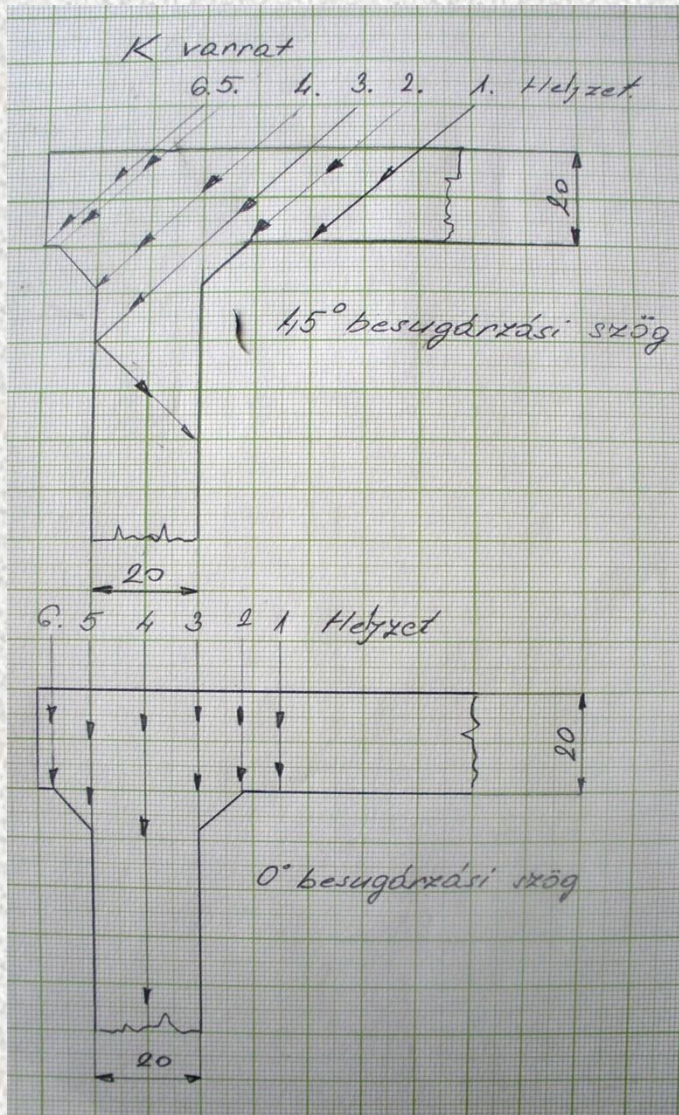 K varrat
6. 5. 4. 3. 2. 1. Helyzet.
20
45° besugárzási szög
20
6. 5 4 3 2 1 Helyzet
20
0° besugárzási szög
20